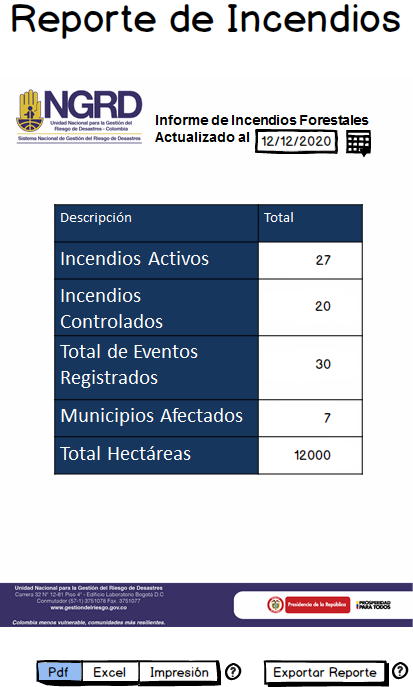 Reporte de Incendios
NGRD
Unidad Nacional para la Gestión del
Riesgo de Desastres - Colombia
Sistema Nacional de Gestión del Riesgo de Desastres
Informe de Incendios Forestales
Actualizado al 12/12/2020
Descripción Total
Incendios Activos 27
Incendios
Controlados 20
Total de Eventos
Registrados 30
Municipios Afectados 7
Total Hectáreas 12000
Unidad Nacional para la Gestión del Riesgo de Desastres
Carrera 32 N° 12-81 Piso 4° - Edificio Laboratorio Bogotá D.C
Conmutador (57-1) 3751078 Fax. 3751077
www.gestiondelriesgo.gov.co
Presidencia de la República
PROSPERIDAD
PARA TODOS
Colombia menos vulnerable, comunidades más resilientes.
Pdf Excel Impresión ? Exportar Reporte ?